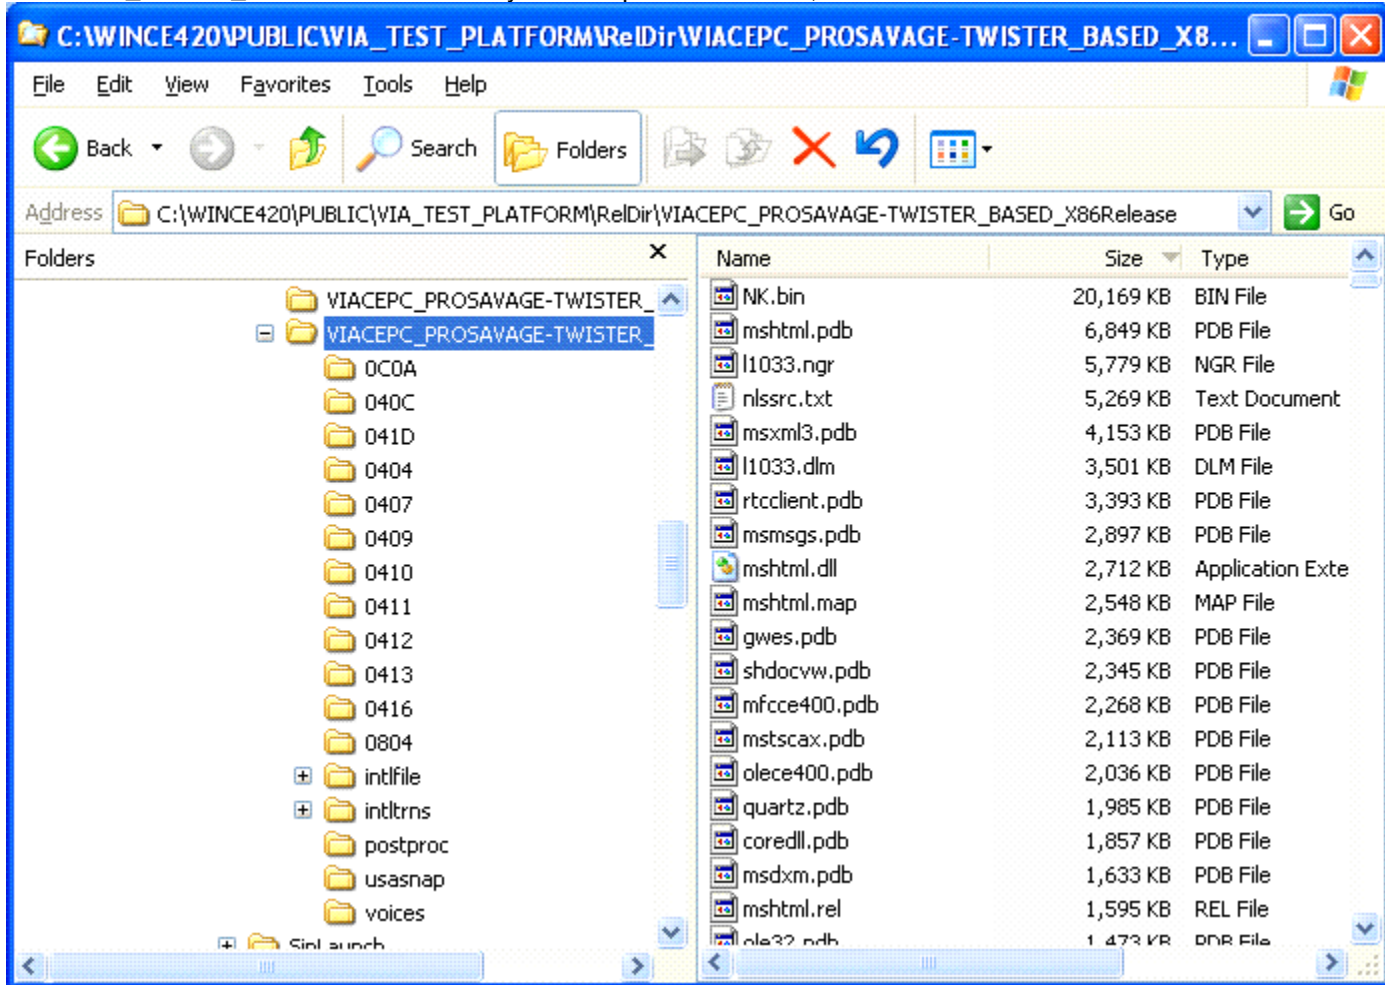 C:\WINCE420\PUBLIC\VIA_TEST_PLATFORM\RelDir\VIACEPC_PROSAVAGE-TWISTER_BASED_X8...
File Edit View Favorites Tools Help
Back Search Folders
Address C:\WINCE420\PUBLIC\VIA_TEST_PLATFORM\RelDir\VIACEPC_PROSAVAGE-TWISTER_BASED_X86Release Go
Folders
VIACEPC_PROSAVAGE-TWISTER_
VIACEPC_PROSAVAGE-TWISTER_
0C0A
040C
041D
0404
0407
0409
0410
0411
0412
0413
0416
0804
intlfile
intltrns
postproc
usasnap
voices
SipLaunch
Name Size Type
NK.bin 20,169 KB BIN File
mshtml.pdb 6,849 KB PDB File
l1033.ngr 5,779 KB NGR File
nlssrc.txt 5,269 KB Text Document
msxml3.pdb 4,153 KB PDB File
l1033.dlm 3,501 KB DLM File
rtcclient.pdb 3,393 KB PDB File
msmsgs.pdb 2,897 KB PDB File
mshtml.dll 2,712 KB Application Exte
mshtml.map 2,548 KB MAP File
gwes.pdb 2,369 KB PDB File
shdocvw.pdb 2,345 KB PDB File
mfcce400.pdb 2,268 KB PDB File
mstscax.pdb 2,113 KB PDB File
olece400.pdb 2,036 KB PDB File
quartz.pdb 1,985 KB PDB File
coredll.pdb 1,857 KB PDB File
msdxm.pdb 1,633 KB PDB File
mshtml.rel 1,595 KB REL File
ole32.pdb 1,473 KB PDB File